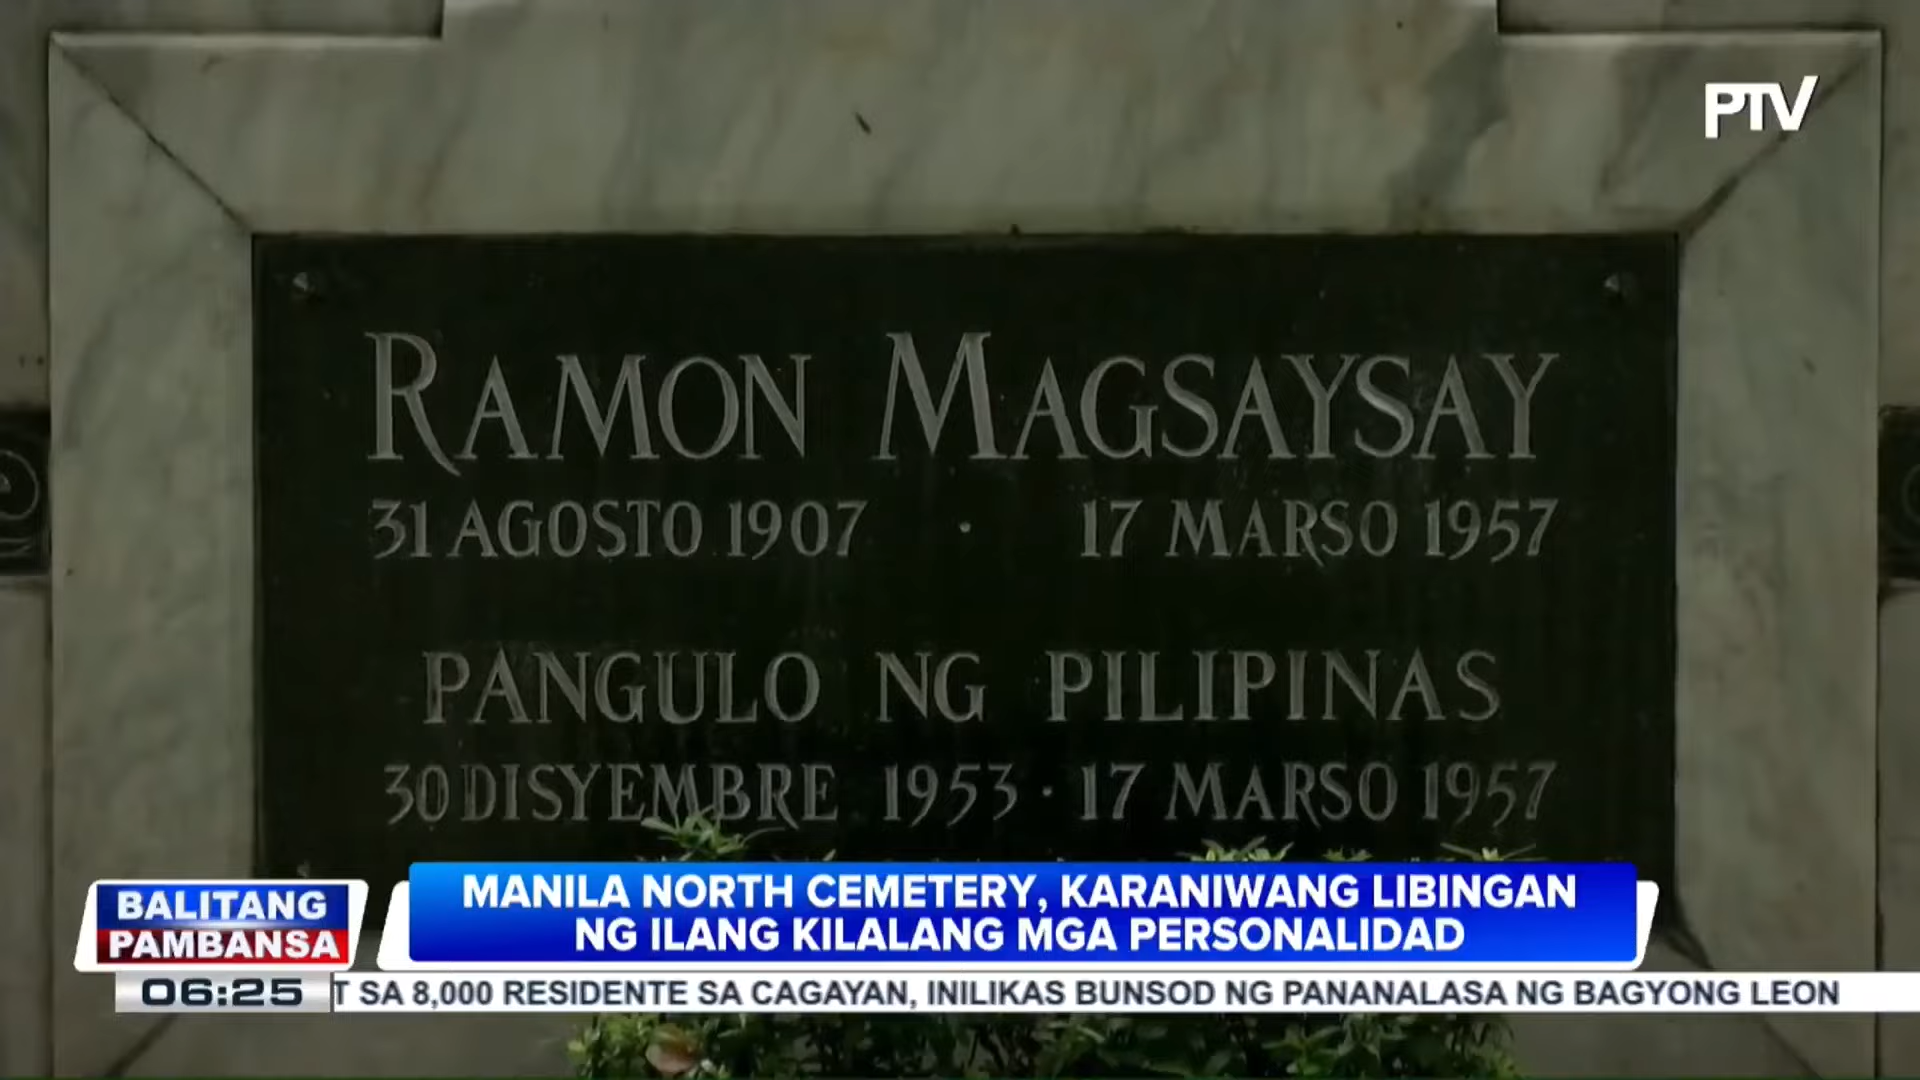 PTV
RAMON MAGSAYSAY
31 AGOSTO 1907 · 17 MARSO 1957
PANGULO NG PILIPINAS
30 DISYEMBRE 1953 · 17 MARSO 1957
MANILA NORTH CEMETERY, KARANIWANG LIBINGAN
NG ILANG KILALANG MGA PERSONALIDAD
BALITANG
PAMBANSA
06:25
T SA 8,000 RESIDENTE SA CAGAYAN, INILIKAS BUNSOD NG PANANALASA NG BAGYONG LEON